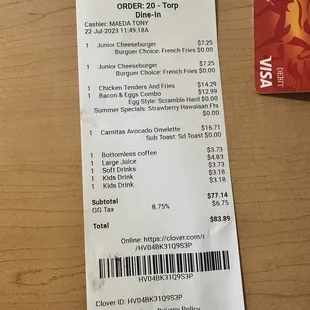 ORDER: 20 - Torp
Dine-In
Cashier: MAEDA TONY
22-Jul-2023 11:49:18A
1 Junior Cheeseburger $7.25
Burguer Choice: French Fries $0.00
1 Junior Cheeseburger $7.25
Burguer Choice: French Fries $0.00
1 Chicken Tenders And Fries $14.29
1 Bacon & Eggs Combo $12.99
Egg Style: Scramble Hard $0.00
Summer Specials: Strawberry Hawaiian Fts
$0.00
1 Carnitas Avocado Omelette $16.71
Sub Toast: Sd Toast $0.00
1 Bottomless coffee $3.73
1 Large Juice $4.83
1 Soft Drinks $3.73
1 Kids Drink $3.18
1 Kids Drink $3.18
Subtotal $77.14
GG Tax 8.75% $6.75
Total $83.89
Online: https://clover.com/r
/HV04BK31Q9S3P
HV04BK31Q9S3P
Clover ID: HV04BK31Q9S3P
Privacy Policy
DEBIT
VISA